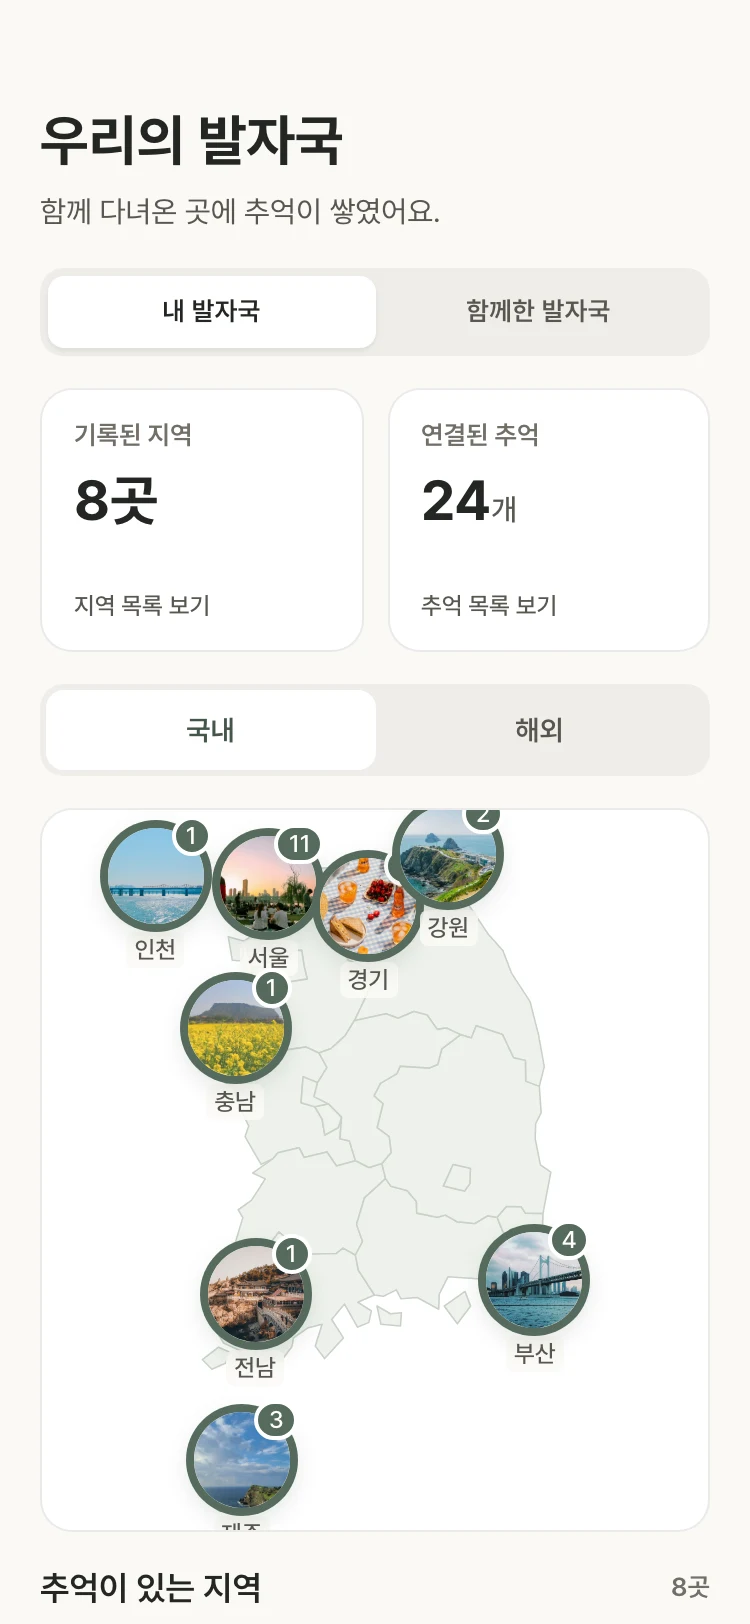 우리의 발자국
함께 다녀온 곳에 추억이 쌓였어요.
내 발자국 함께한 발자국
기록된 지역 연결된 추억
8곳 24개
지역 목록 보기 추억 목록 보기
국내 해외
1 11 2
인천 서울 경기 강원
1
충남
1 4
전남 부산
3
추억이 있는 지역 8곳